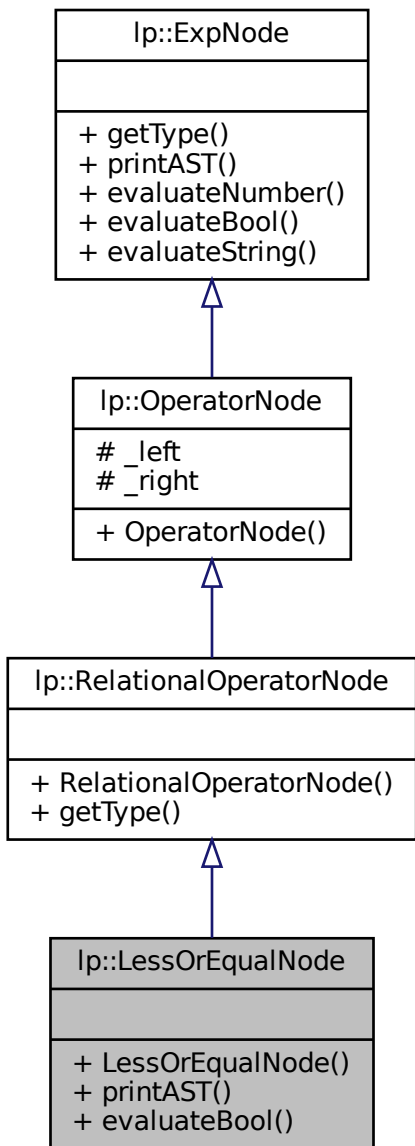 lp::ExpNode
+ getType()
+ printAST()
+ evaluateNumber()
+ evaluateBool()
+ evaluateString()
lp::OperatorNode
# _left
# _right
+ OperatorNode()
lp::RelationalOperatorNode
+ RelationalOperatorNode()
+ getType()
lp::LessOrEqualNode
+ LessOrEqualNode()
+ printAST()
+ evaluateBool()